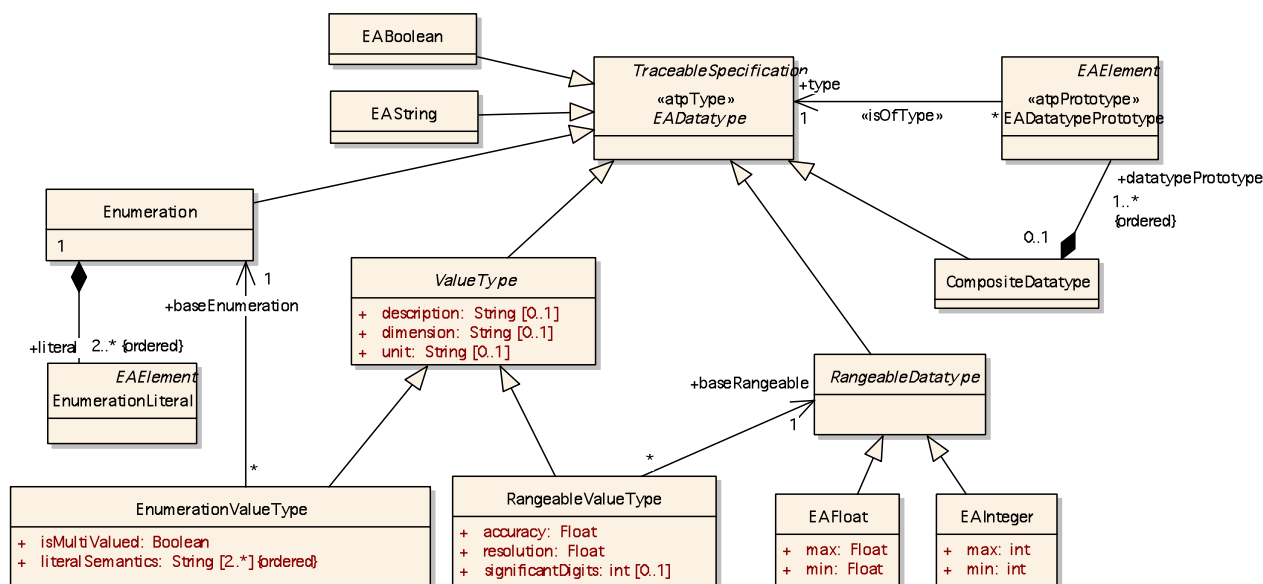 EABoolean
TraceableSpecification
«atpType»
EADatatype
EAElement
«atpPrototype»
EADatatypePrototype
+type
1
«isOfType»
*
EAString
+datatypePrototype
1..*
{ordered}
0..1
Enumeration
1
1
+baseEnumeration
ValueType
+ description: String [0..1]
+ dimension: String [0..1]
+ unit: String [0..1]
CompositeDatatype
+literal 2..* {ordered}
EAElement
EnumerationLiteral
RangeableDatatype
+baseRangeable
1
*
*
EnumerationValueType
+ isMultiValued: Boolean
+ literalSemantics: String [2..*] {ordered}
RangeableValueType
+ accuracy: Float
+ resolution: Float
+ significantDigits: int [0..1]
EAFloat
+ max: Float
+ min: Float
EAInteger
+ max: int
+ min: int